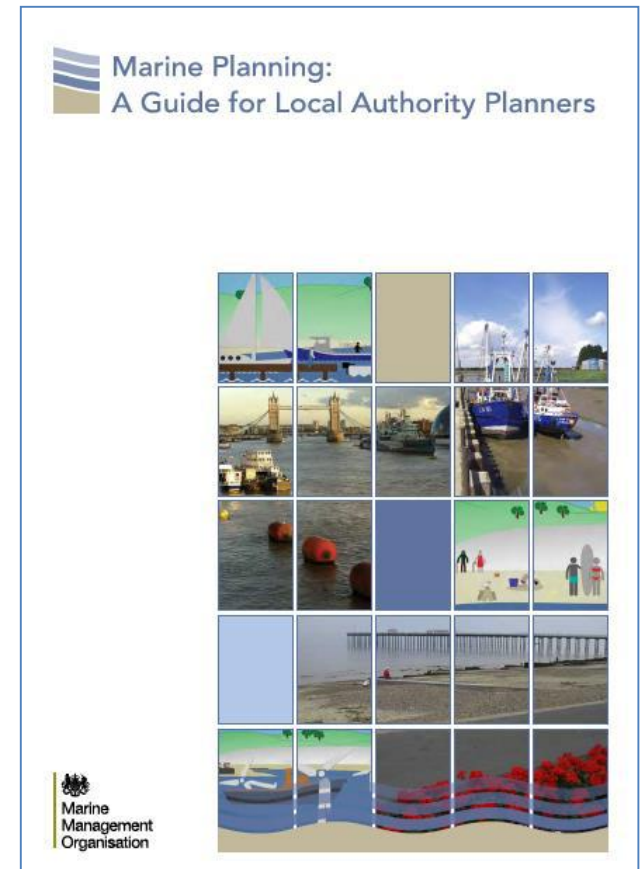 Marine Planning:
A Guide for Local Authority Planners
Marine
Management
Organisation